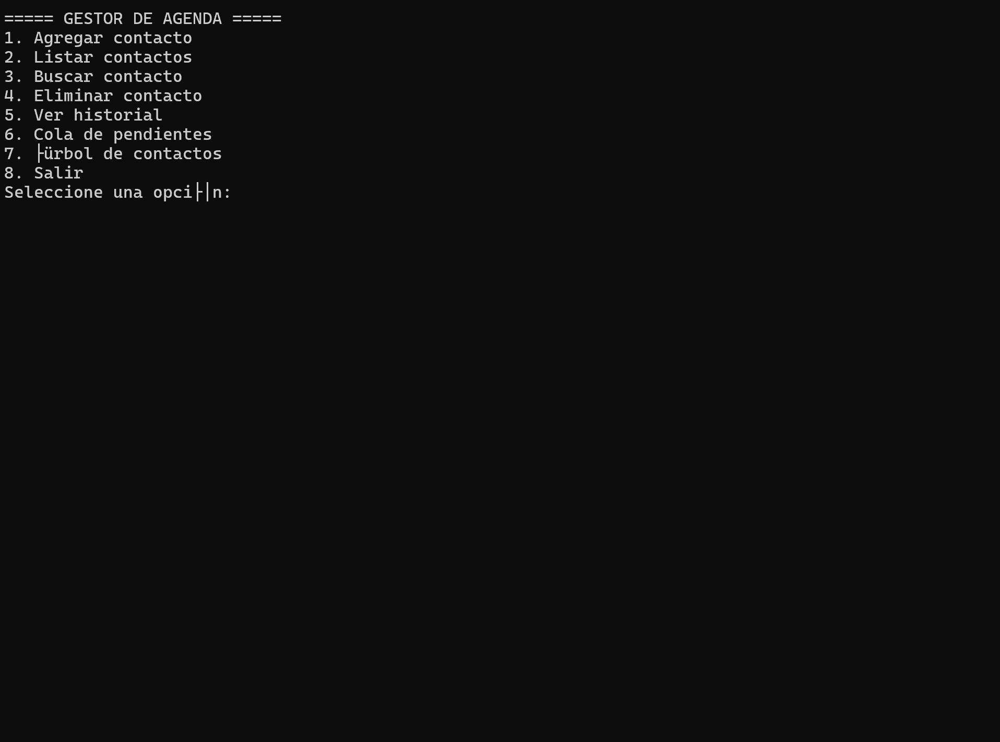 ===== GESTOR DE AGENDA =====
1. Agregar contacto
2. Listar contactos
3. Buscar contacto
4. Eliminar contacto
5. Ver historial
6. Cola de pendientes
7. ├ürbol de contactos
8. Salir
Seleccione una opci├│n: